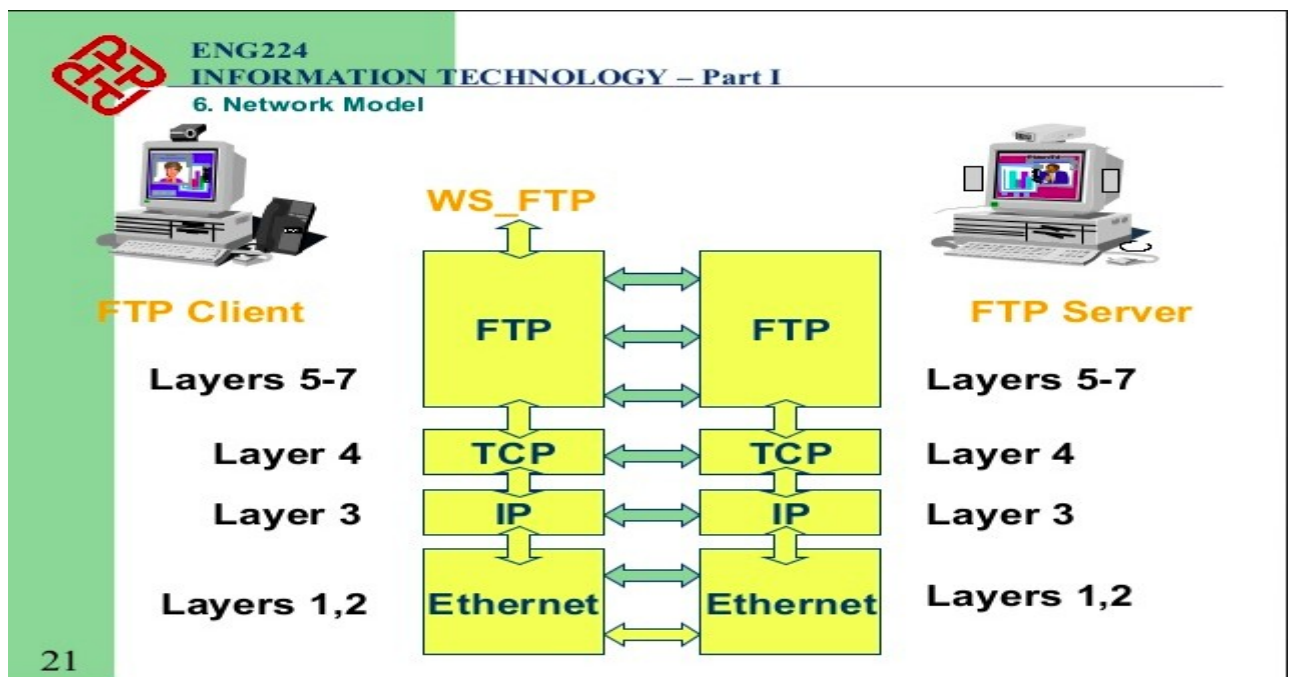 ENG224
INFORMATION TECHNOLOGY – Part I
6. Network Model
WS_FTP
FTP Client
FTP Server
FTP
FTP
Layers 5-7
Layers 5-7
Layer 4
TCP
TCP
Layer 4
Layer 3
IP
IP
Layer 3
Layers 1,2
Ethernet
Ethernet
Layers 1,2
21